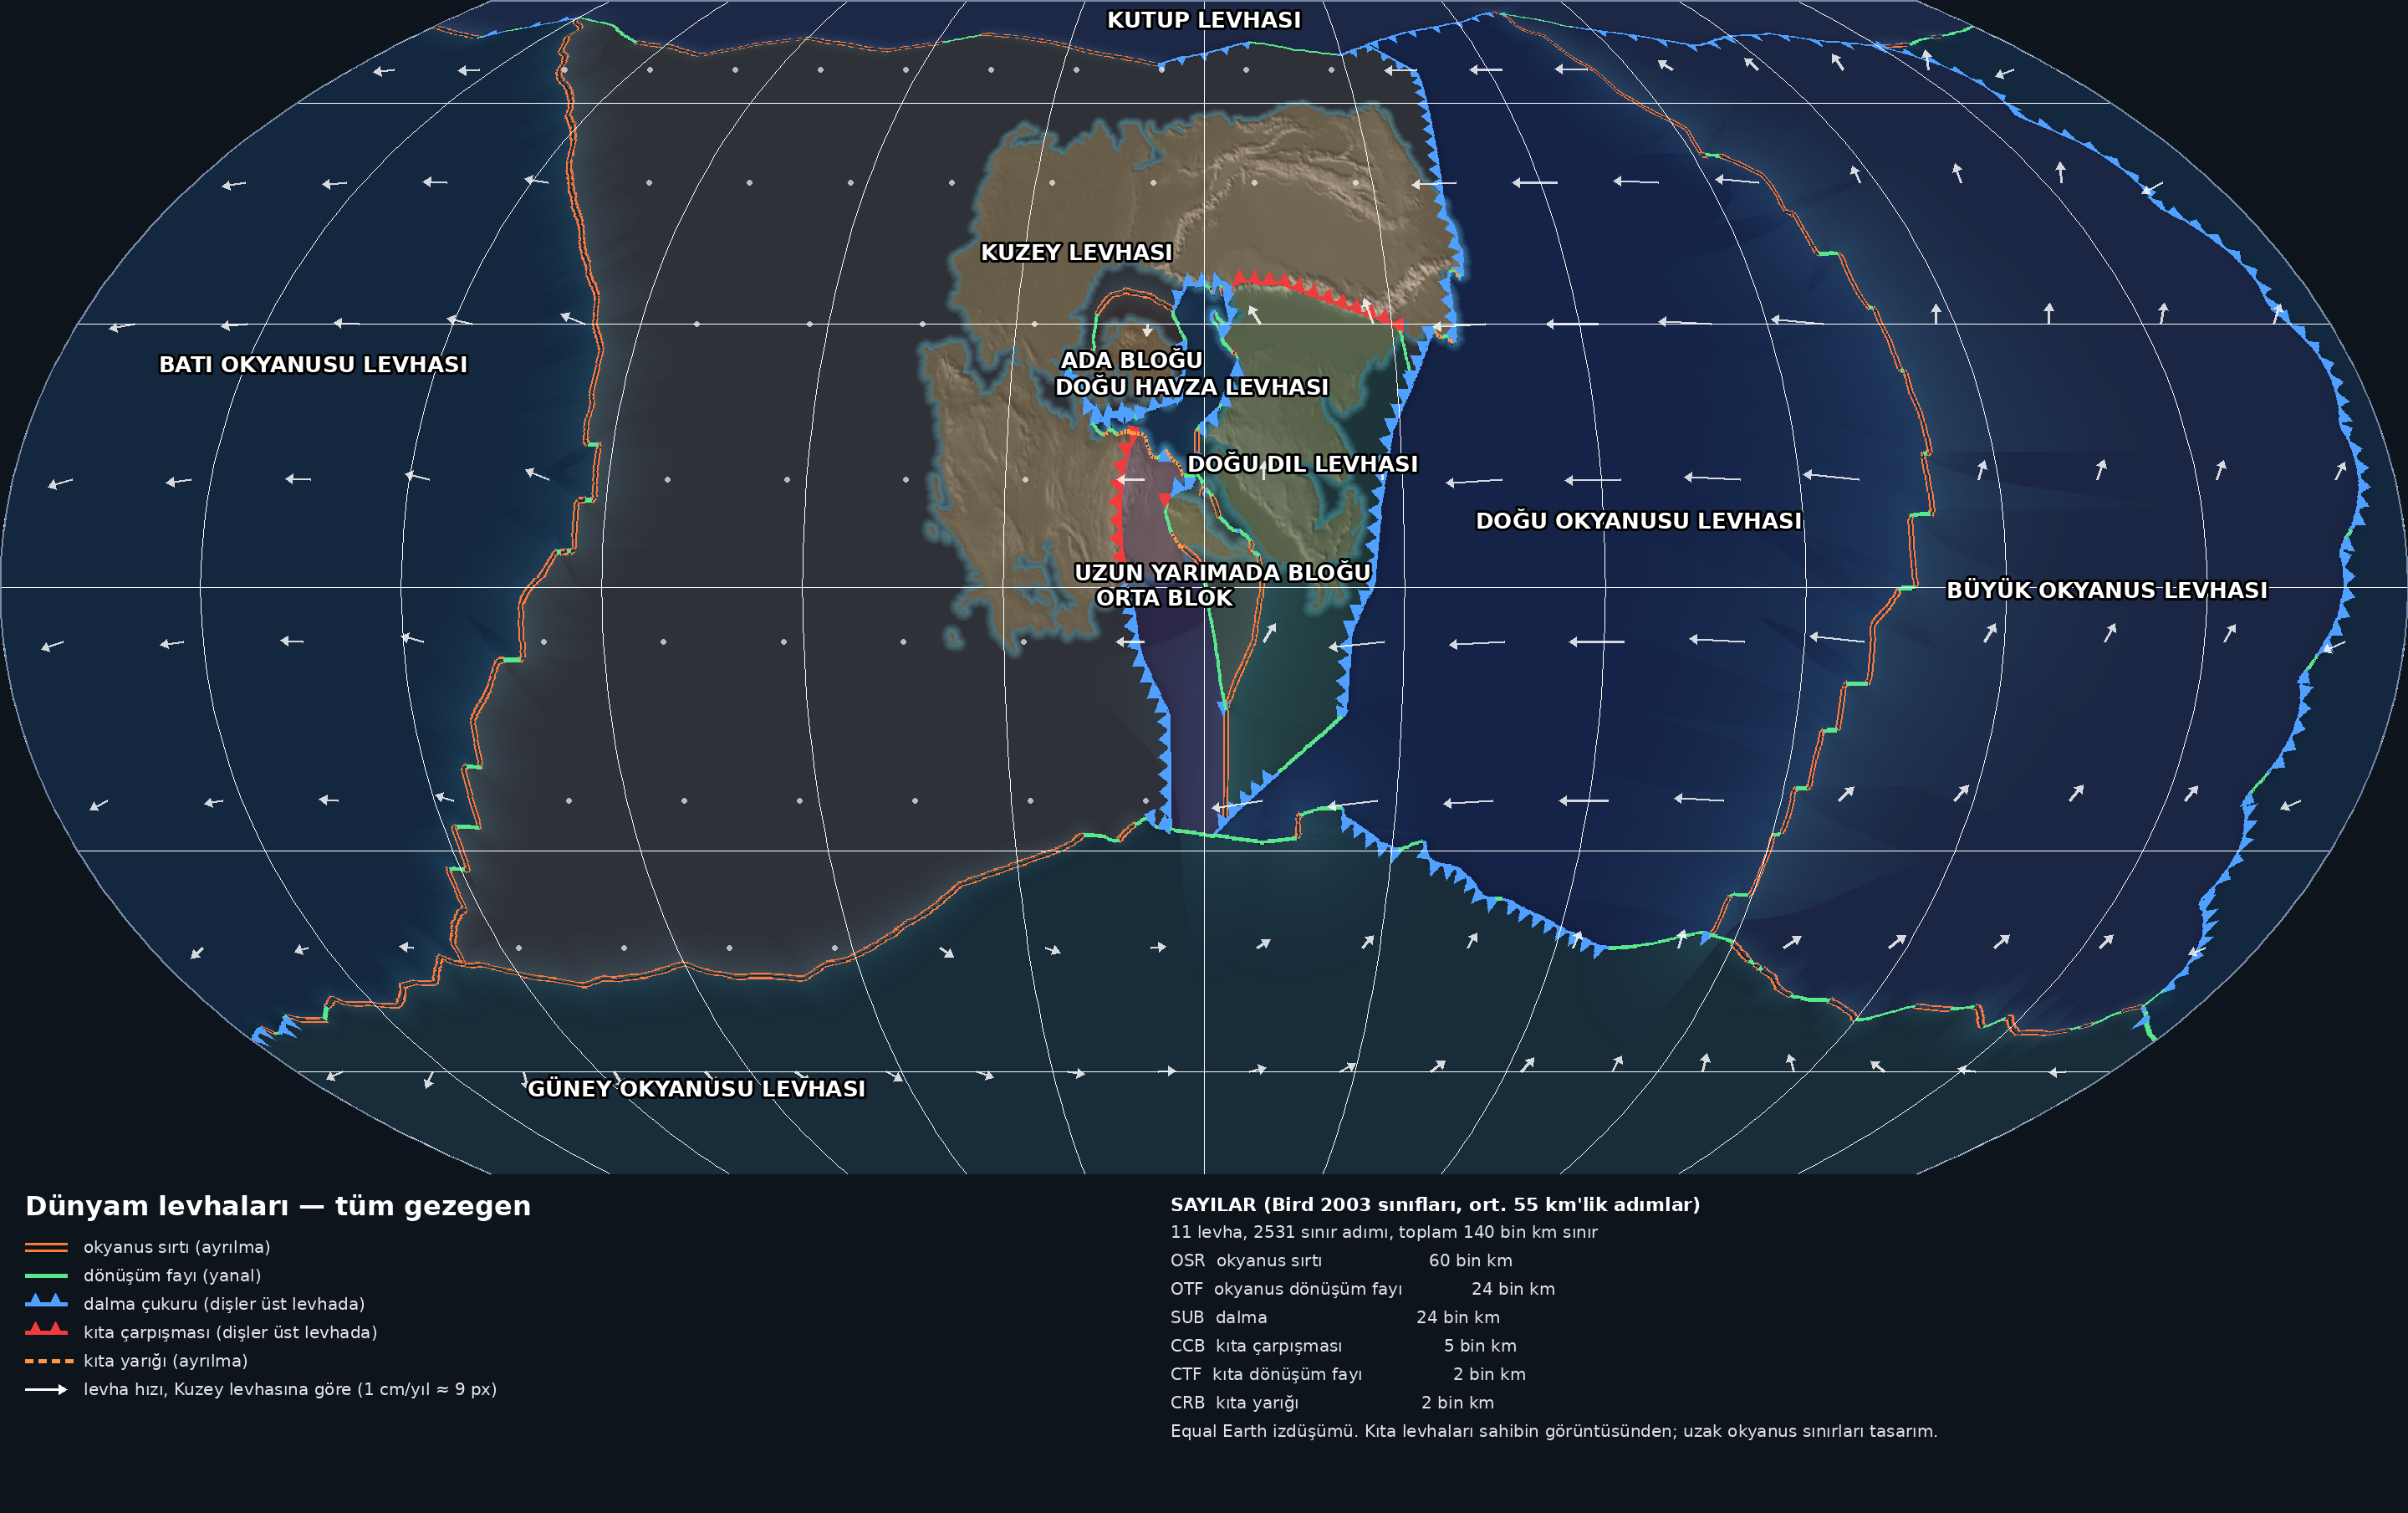 KUTUP LEVHASI
KUZEY LEVHASI
BATI OKYANUSU LEVHASI
ADA BLOĞU
DOĞU HAVZA LEVHASI
DOĞU DIL LEVHASI
DOĞU OKYANUSU LEVHASI
UZUN YARIMADA BLOĞU
BÜYÜK OKYANUS LEVHASI
ORTA BLOK
GÜNEY OKYANUSU LEVHASI
Dünyam levhaları — tüm gezegen
okyanus sırtı (ayrılma)
dönüşüm fayı (yanal)
dalma çukuru (dişler üst levhada)
kıta çarpışması (dişler üst levhada)
kıta yarığı (ayrılma)
levha hızı, Kuzey levhasına göre (1 cm/yıl ≈ 9 px)
SAYILAR (Bird 2003 sınıfları, ort. 55 km'lik adımlar)
11 levha, 2531 sınır adımı, toplam 140 bin km sınır
OSR okyanus sırtı 60 bin km
OTF okyanus dönüşüm fayı 24 bin km
SUB dalma 24 bin km
CCB kıta çarpışması 5 bin km
CTF kıta dönüşüm fayı 2 bin km
CRB kıta yarığı 2 bin km
Equal Earth izdüşümü. Kıta levhaları sahibin görüntüsünden; uzak okyanus sınırları tasarım.